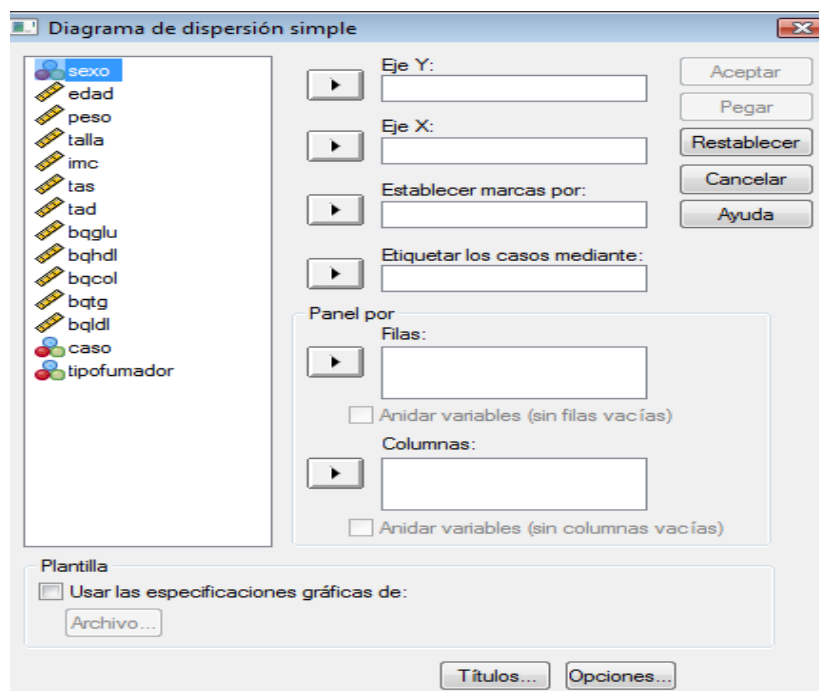 Diagrama de dispersión simple
sexo
edad
peso
talla
imc
tas
tad
bqglu
bqhdl
bqcol
bqtg
bqldl
caso
tipofumador
Eje Y:
Eje X:
Establecer marcas por:
Etiquetar los casos mediante:
Panel por
Filas:
Anidar variables (sin filas vacías)
Columnas:
Anidar variables (sin columnas vacías)
Aceptar
Pegar
Restablecer
Cancelar
Ayuda
Plantilla
Usar las especificaciones gráficas de:
Archivo...
Títulos...
Opciones...